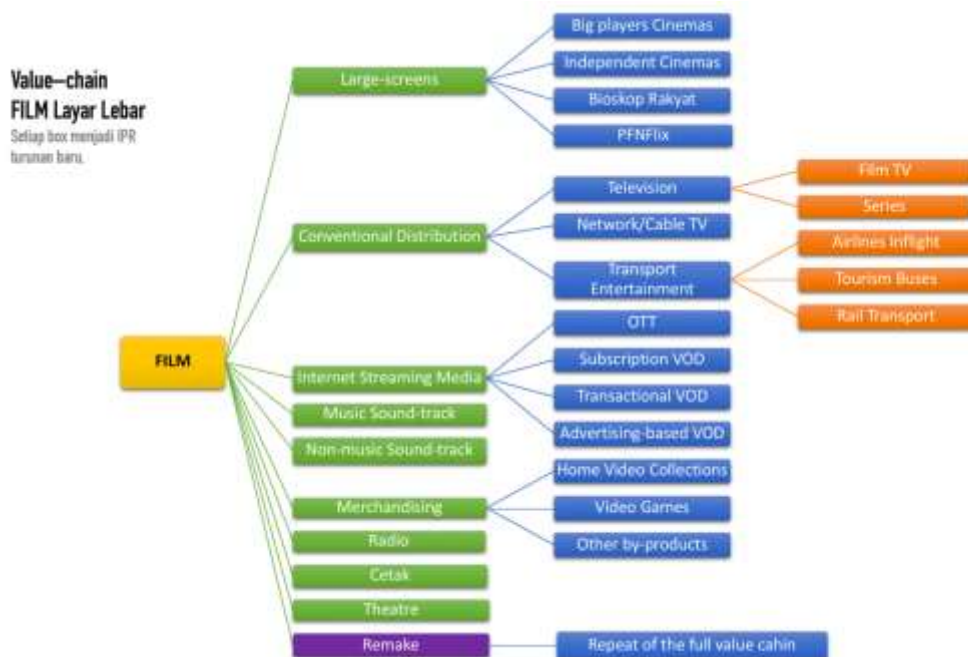 Value–chain
FILM Layar Lebar
Setiap box menjadi IPR
turunan baru.
FILM
Large-screens
Big players Cinemas
Independent Cinemas
Bioskop Rakyat
PFNFlix
Conventional Distribution
Television
Film TV
Series
Network/Cable TV
Transport
Entertainment
Airlines Inflight
Tourism Buses
Rail Transport
Internet Streaming Media
OTT
Subscription VOD
Transactional VOD
Advertising-based VOD
Music Sound-track
Non-music Sound-track
Merchandising
Home Video Collections
Video Games
Other by-products
Radio
Cetak
Theatre
Remake
Repeat of the full value cahin